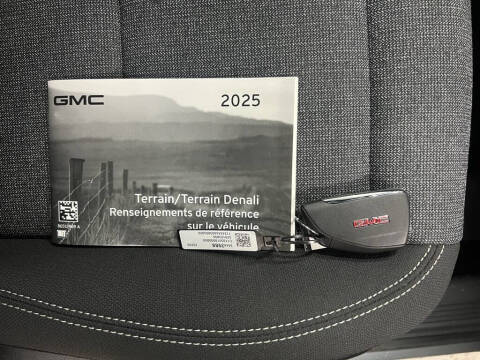 GMC 2025
Terrain/Terrain Denali
Renseignements de référence
sur le véhicule
GMC